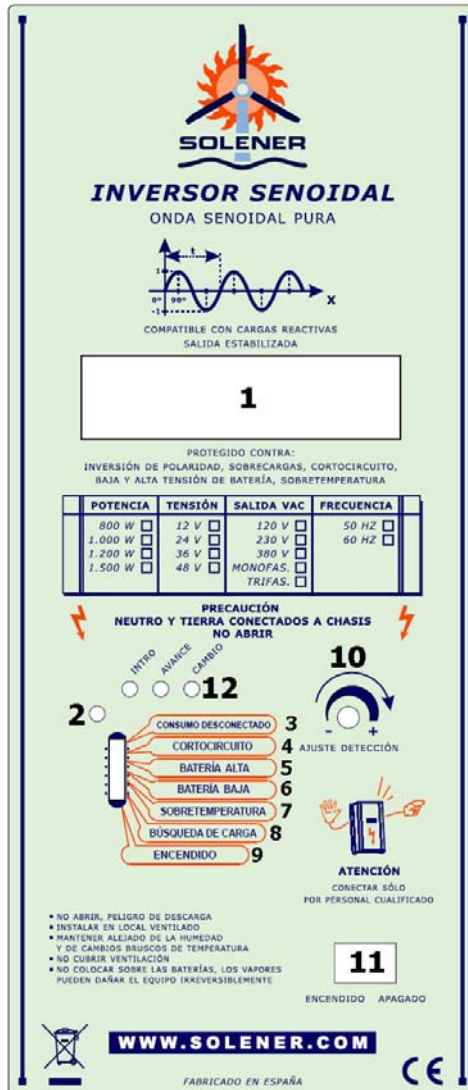 SOLENER
INVERSOR SENOIDAL
ONDA SENOIDAL PURA
t
1
0° 90°
-1
X
COMPATIBLE CON CARGAS REACTIVAS
SALIDA ESTABILIZADA
1
PROTEGIDO CONTRA:
INVERSIÓN DE POLARIDAD, SOBRECARGAS, CORTOCIRCUITO,
BAJA Y ALTA TENSIÓN DE BATERÍA, SOBRETEMPERATURA
POTENCIA TENSIÓN SALIDA VAC FRECUENCIA
800 W 12 V 120 V 50 HZ
1.000 W 24 V 230 V 60 HZ
1.200 W 36 V 380 V
1.500 W 48 V MONOFAS.
TRIFAS.
PRECAUCIÓN
NEUTRO Y TIERRA CONECTADOS A CHASIS
NO ABRIR
INTRO AVANCE CAMBIO
12
2
CONSUMO DESCONECTADO 3
CORTOCIRCUITO 4
BATERÍA ALTA 5
BATERÍA BAJA 6
SOBRETEMPERATURA 7
BÚSQUEDA DE CARGA 8
ENCENDIDO 9
10
- +
AJUSTE DETECCIÓN
ATENCIÓN
CONECTAR SÓLO
POR PERSONAL CUALIFICADO
▪ NO ABRIR, PELIGRO DE DESCARGA
▪ INSTALAR EN LOCAL VENTILADO
▪ MANTENER ALEJADO DE LA HUMEDAD
Y DE CAMBIOS BRUSCOS DE TEMPERATURA
▪ NO CUBRIR VENTILACIÓN
▪ NO COLOCAR SOBRE LAS BATERÍAS, LOS VAPORES
PUEDEN DAÑAR EL EQUIPO IRREVERSIBLEMENTE
11
ENCENDIDO APAGADO
WWW.SOLENER.COM
FABRICADO EN ESPAÑA
CE